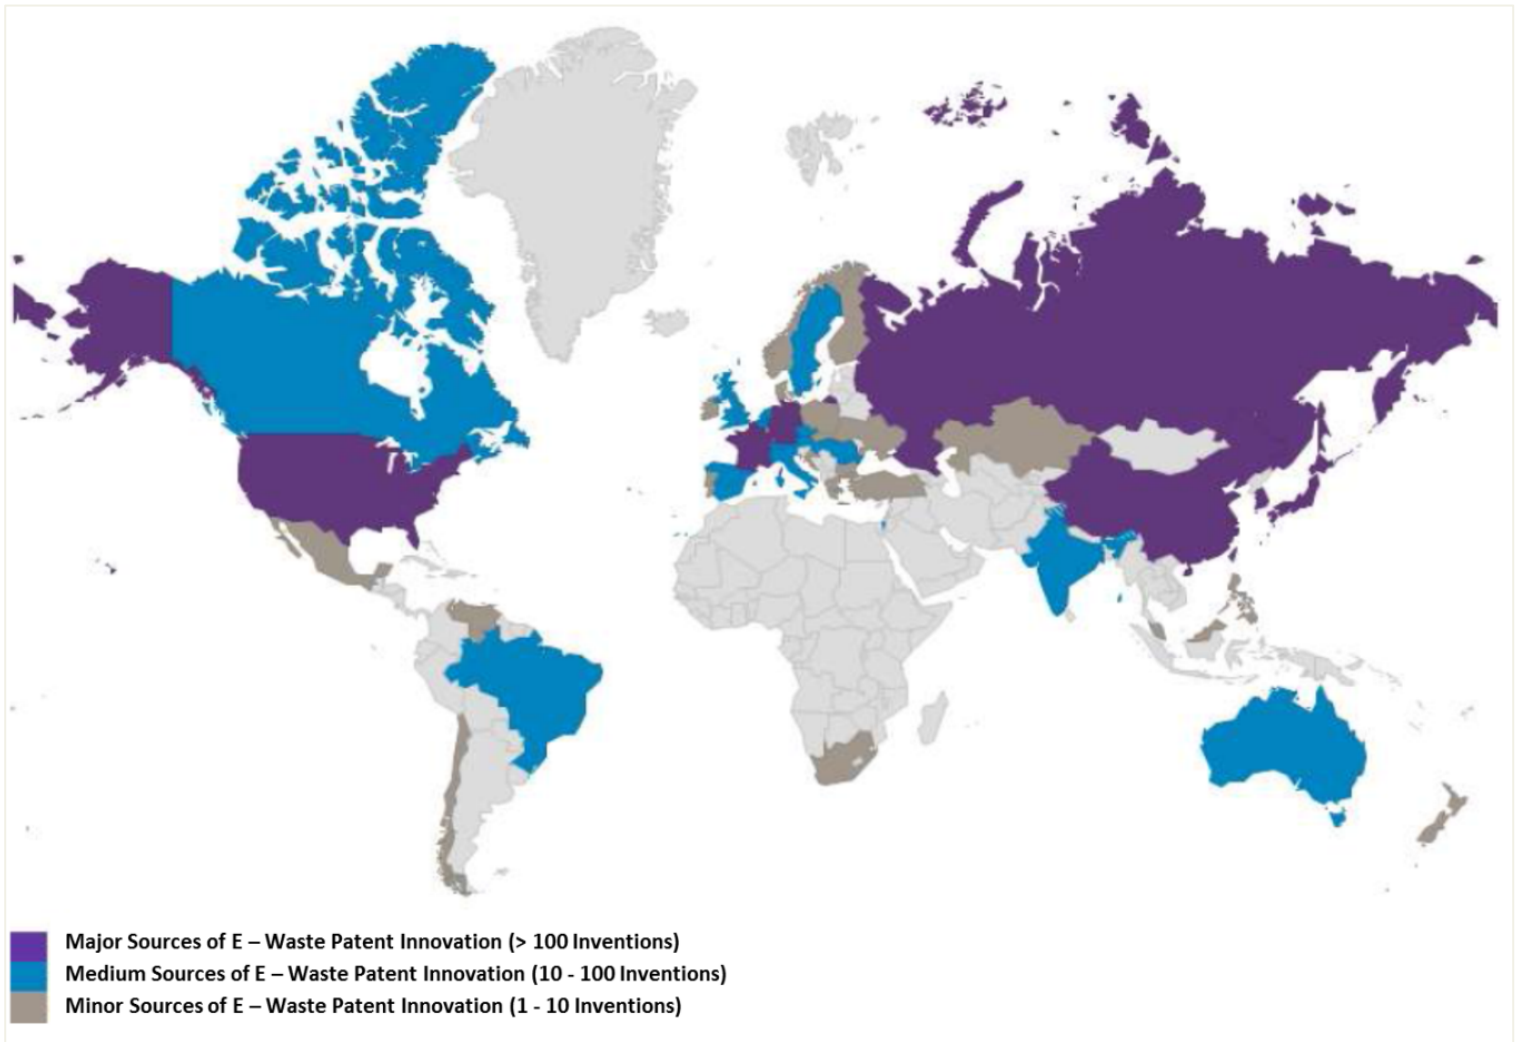 Major Sources of E – Waste Patent Innovation (> 100 Inventions)
Medium Sources of E – Waste Patent Innovation (10 - 100 Inventions)
Minor Sources of E – Waste Patent Innovation (1 - 10 Inventions)